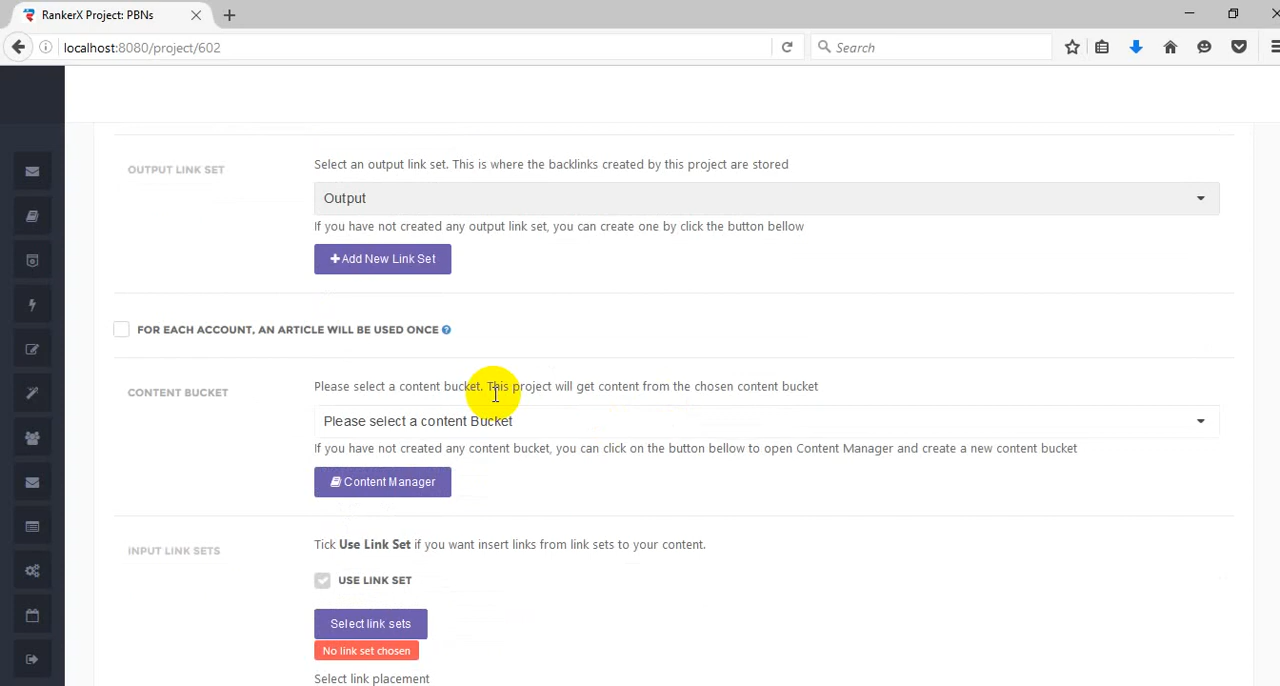 RankerX Project: PBNs
localhost:8080/project/602
Search
OUTPUT LINK SET
Select an output link set. This is where the backlinks created by this project are stored
Output
If you have not created any output link set, you can create one by click the button bellow
Add New Link Set
FOR EACH ACCOUNT, AN ARTICLE WILL BE USED ONCE
CONTENT BUCKET
Please select a content bucket. This project will get content from the chosen content bucket
Please select a content Bucket
If you have not created any content bucket, you can click on the button bellow to open Content Manager and create a new content bucket
Content Manager
INPUT LINK SETS
Tick Use Link Set if you want insert links from link sets to your content.
USE LINK SET
Select link sets
No link set chosen
Select link placement